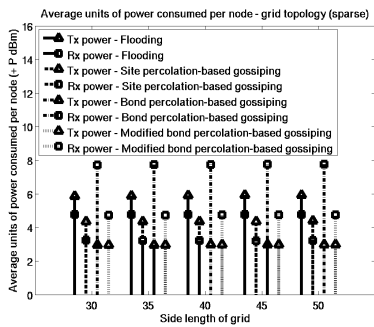 Average units of power consumed per node - grid topology (sparse)
Average units of power consumed per node (+ P dBm)
16
14
12
10
8
6
4
2
0
Tx power - Flooding
Rx power - Flooding
Tx power - Site percolation-based gossiping
Rx power - Site percolation-based gossiping
Tx power - Bond percolation-based gossiping
Rx power - Bond percolation-based gossiping
Tx power - Modified bond percolation-based gossiping
Rx power - Modified bond percolation-based gossiping
30 35 40 45 50
Side length of grid